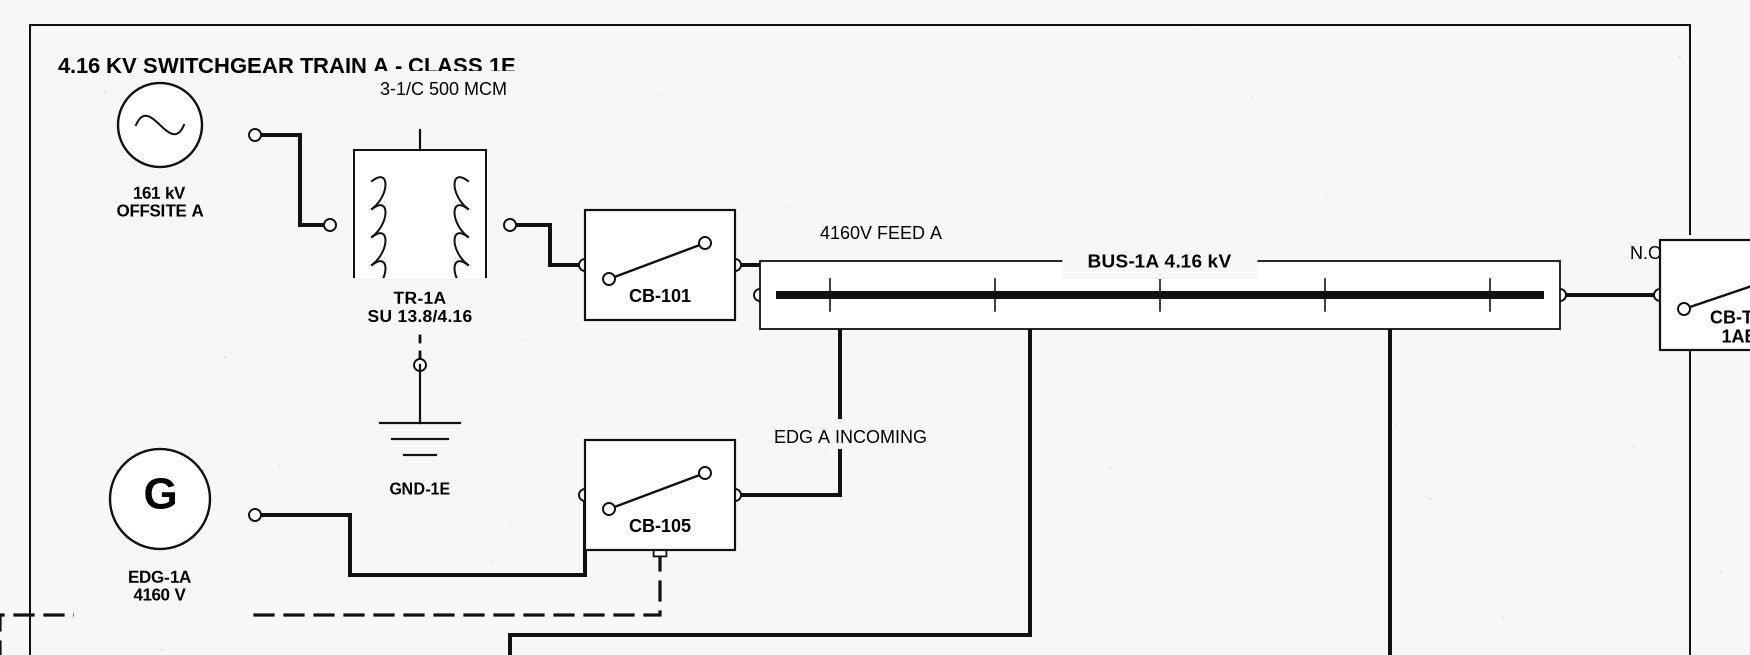 4.16 KV SWITCHGEAR TRAIN A - CLASS 1E
3-1/C 500 MCM
161 kV
OFFSITE A
4160V FEED A
BUS-1A 4.16 kV
N.O
TR-1A
SU 13.8/4.16
CB-101
CB-T
1AB
EDG A INCOMING
G
GND-1E
CB-105
EDG-1A
4160 V